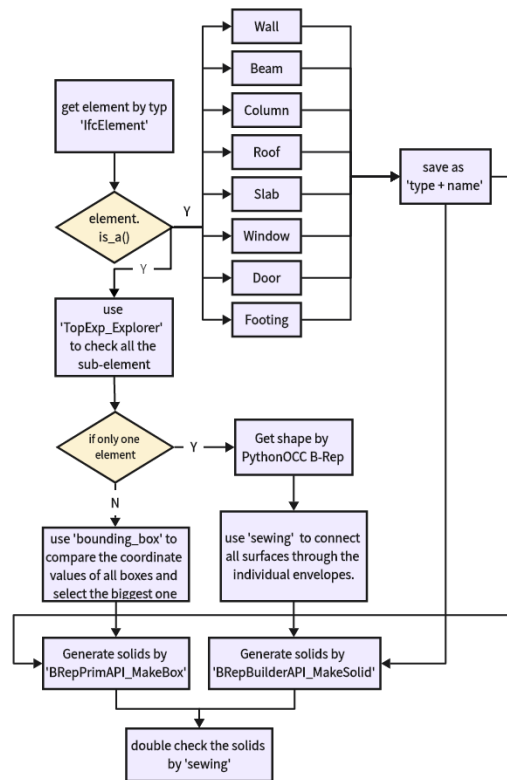 Wall
Beam
get element by typ
'IfcElement'
Column
Roof
save as
'type + name'
element.
is_a()
Y
Slab
Window
Y
Door
use
'TopExp_Explorer'
to check all the
sub-element
Footing
if only one
element
Y
Get shape by
PythonOCC B-Rep
N
use 'bounding_box' to
compare the coordinate
values of all boxes and
select the biggest one
use 'sewing' to connect
all surfaces through the
individual envelopes.
Generate solids by
'BRepPrimAPI_MakeBox'
Generate solids by
'BRepBuilderAPI_MakeSolid'
double check the solids
by 'sewing'